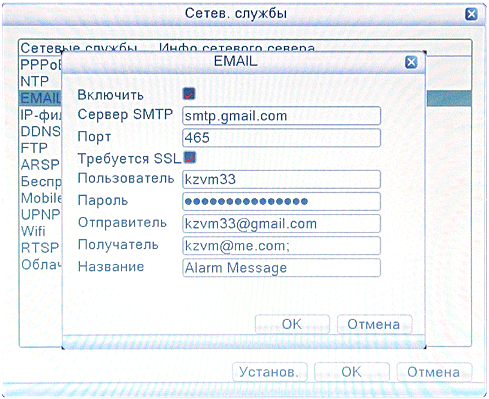 Сетев. службы
Сетевые службы Инфо сетевого севера
EMAIL
PPPoE
NTP
EMAIL
IP-фил
DDNS
FTP
ARSP
Беспр
Mobile
UPNP
Wifi
RTSP
Облач
Включить
Сервер SMTP smtp.gmail.com
Порт 465
Требуется SSL
Пользователь kzvm33
Пароль ●●●●●●●●●●●●●●●
Отправитель kzvm33@gmail.com
Получатель kzvm@me.com;
Название Alarm Message
OK Отмена
Установ. OK Отмена